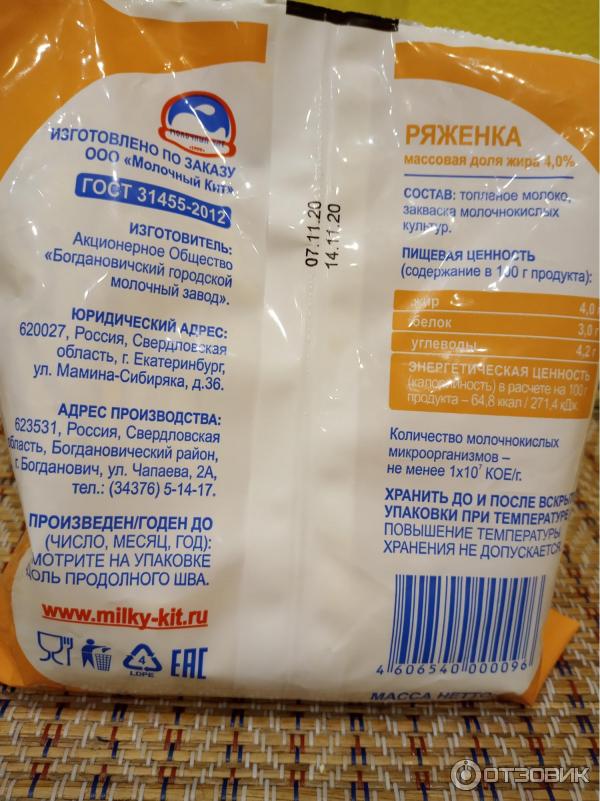 ИЗГОТОВЛЕНО ПО ЗАКАЗУ
ООО «Молочный Кит»
ГОСТ 31455-2012
ИЗГОТОВИТЕЛЬ:
Акционерное Общество
«Богдановичский городской
молочный завод».
ЮРИДИЧЕСКИЙ АДРЕС:
620027, Россия, Свердловская
область, г. Екатеринбург,
ул. Мамина-Сибиряка, д.36.
АДРЕС ПРОИЗВОДСТВА:
623531, Россия, Свердловская
область, Богдановичский район,
г. Богданович, ул. Чапаева, 2А,
тел.: (34376) 5-14-17.
ПРОИЗВЕДЕН/ГОДЕН ДО
(ЧИСЛО, МЕСЯЦ, ГОД):
МОТРИТЕ НА УПАКОВКЕ
ДОЛЬ ПРОДОЛНОГО ШВА.
www.milky-kit.ru
4
LDPE
EAC
07.11.20
14.11.20
РЯЖЕНКА
массовая доля жира 4,0%
СОСТАВ: топленое молоко,
закваска молочнокислых
культур.
ПИЩЕВАЯ ЦЕННОСТЬ
(содержание в 100 г продукта):
жир 4,0 г
белок 3,0 г
углеводы 4,2 г
ЭНЕРГЕТИЧЕСКАЯ ЦЕННОСТЬ
(калорийность) в расчете на 100 г
продукта – 64,8 ккал / 271,4 кДж.
Количество молочнокислых
микроорганизмов –
не менее 1х10⁷ КОЕ/г.
ХРАНИТЬ ДО И ПОСЛЕ ВСКРЫТ
УПАКОВКИ ПРИ ТЕМПЕРАТУРЕ
ПОВЫШЕНИЕ ТЕМПЕРАТУРЫ
ХРАНЕНИЯ НЕ ДОПУСКАЕТСЯ
4 606540 000096
МАССА НЕТТО:
ОТЗОВИК